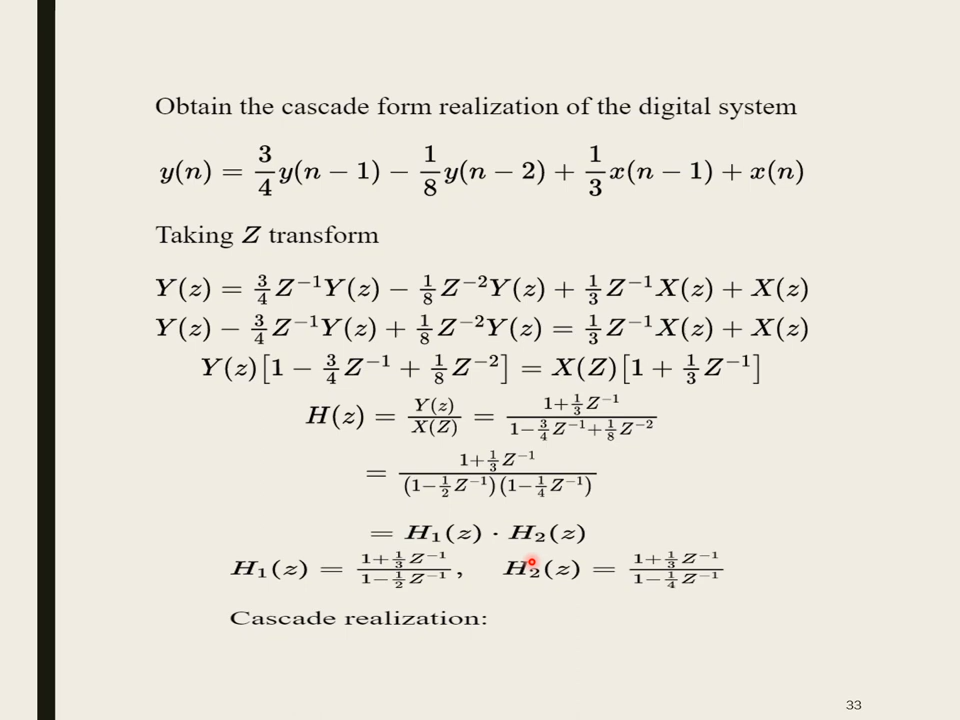 Obtain the cascade form realization of the digital system
y(n) = 3/4 y(n − 1) − 1/8 y(n − 2) + 1/3 x(n − 1) + x(n)
Taking Z transform
Y(z) = 3/4 Z⁻¹Y(z) − 1/8 Z⁻²Y(z) + 1/3 Z⁻¹X(z) + X(z)
Y(z) − 3/4 Z⁻¹Y(z) + 1/8 Z⁻²Y(z) = 1/3 Z⁻¹X(z) + X(z)
Y(z)[1 − 3/4 Z⁻¹ + 1/8 Z⁻²] = X(Z)[1 + 1/3 Z⁻¹]
H(z) = Y(z)/X(Z) = (1+1/3 Z⁻¹)/(1−3/4 Z⁻¹+1/8 Z⁻²)
= (1+1/3 Z⁻¹)/((1−1/2 Z⁻¹)(1−1/4 Z⁻¹))
= H₁(z) · H₂(z)
H₁(z) = (1+1/3 Z⁻¹)/(1−1/2 Z⁻¹), H₂(z) = (1+1/3 Z⁻¹)/(1−1/4 Z⁻¹)
Cascade realization:
33